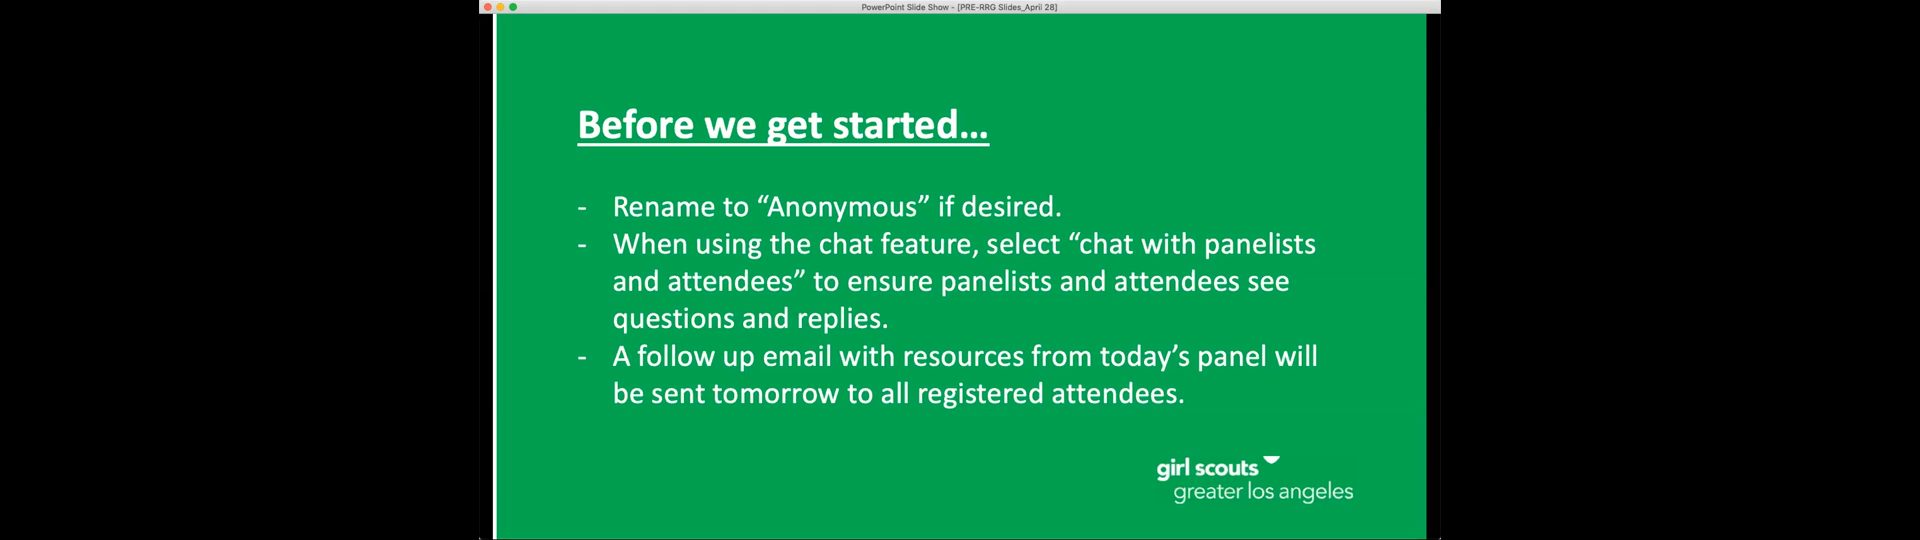 PowerPoint Slide Show - [PRE-RRG Slides_April 28]
Before we get started...
- Rename to “Anonymous” if desired.
- When using the chat feature, select “chat with panelists
and attendees” to ensure panelists and attendees see
questions and replies.
- A follow up email with resources from today’s panel will
be sent tomorrow to all registered attendees.
girl scouts
greater los angeles